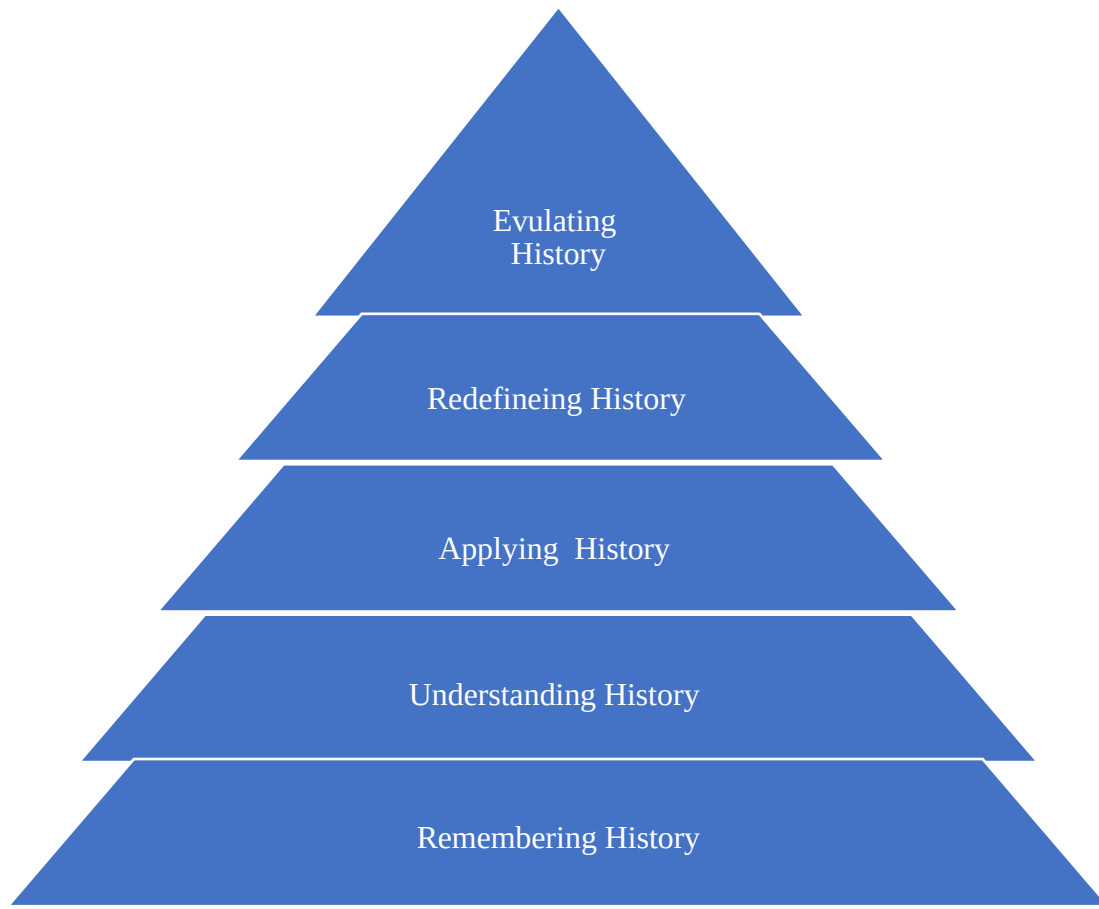 Evulating
History
Redefineing History
Applying  History
Understanding History
Remembering History